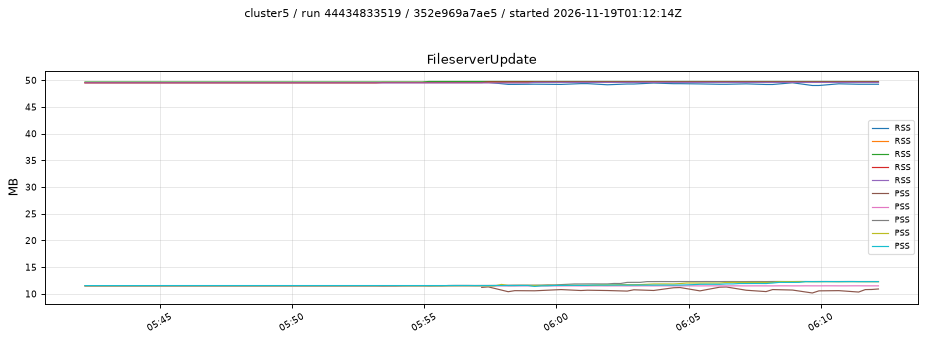 cluster5 / run 44434833519 / 352e969a7ae5 / started 2026-11-19T01:12:14Z
FileserverUpdate
50
45
40
35
30
25
20
15
10
MB
RSS
RSS
RSS
RSS
RSS
PSS
PSS
PSS
PSS
PSS
05:45
05:50
05:55
06:00
06:05
06:10